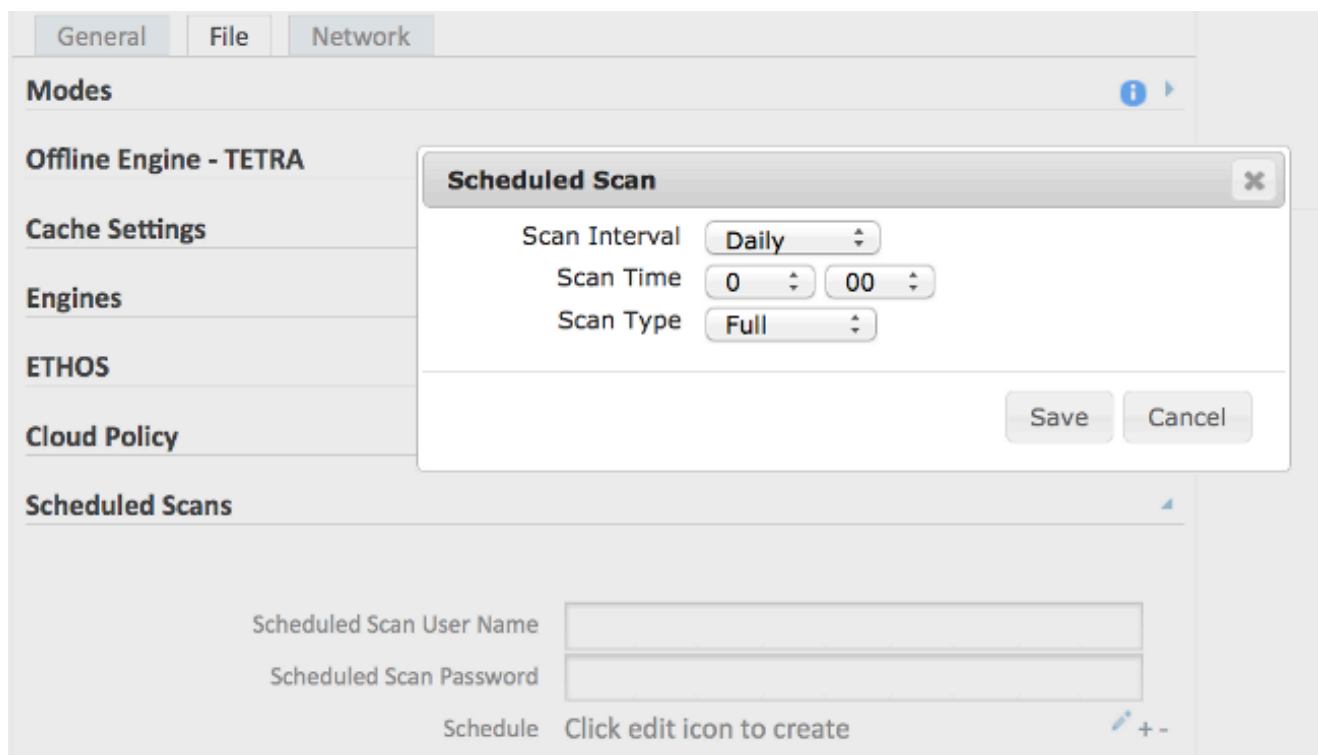 General File Network
Modes
Offline Engine - TETRA
Cache Settings
Engines
ETHOS
Cloud Policy
Scheduled Scan
Scan Interval Daily
Scan Time 0 00
Scan Type Full
Save Cancel
Scheduled Scans
Scheduled Scan User Name
Scheduled Scan Password
Schedule Click edit icon to create + -